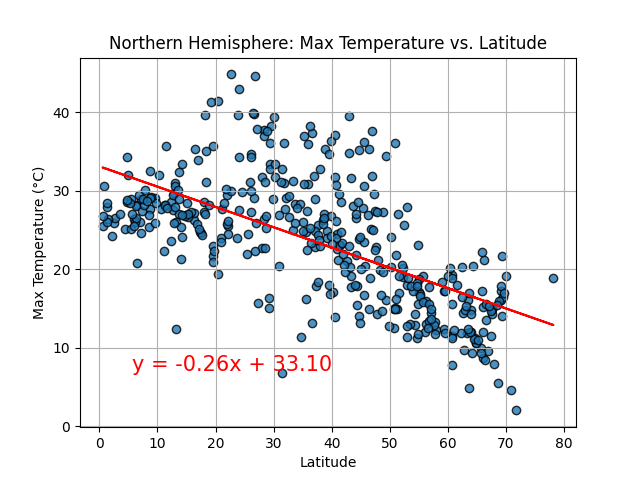 Northern Hemisphere: Max Temperature vs. Latitude
Max Temperature (°C)
40
30
20
10
0
y = -0.26x + 33.10
0 10 20 30 40 50 60 70 80
Latitude